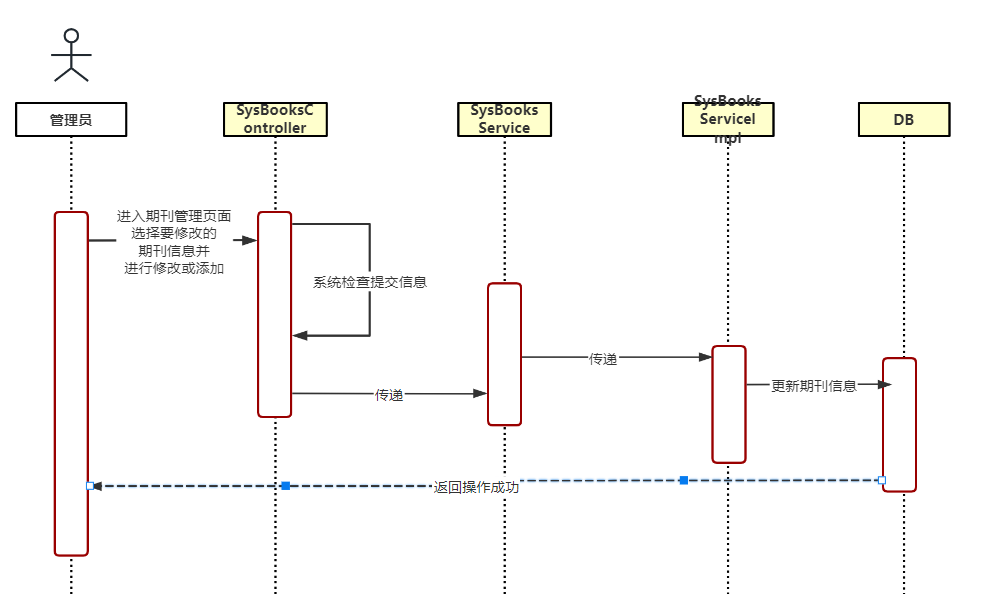 管理员
SysBooksC
ontroller
SysBooks
Service
SysBooks
ServiceI
mpl
DB
进入期刊管理页面
选择要修改的
期刊信息并
进行修改或添加
系统检查提交信息
传递
传递
更新期刊信息
返回操作成功